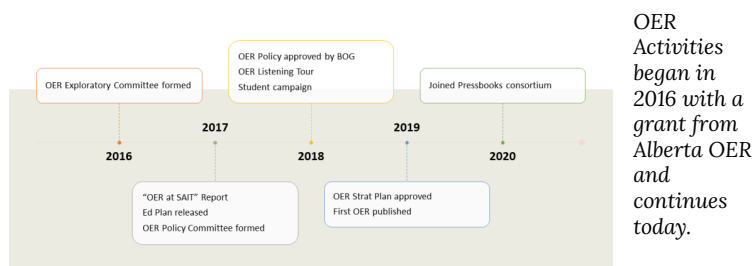 OER Exploratory Committee formed
OER Policy approved by BOG
OER Listening Tour
Student campaign
Joined Pressbooks consortium
2016
2017
2018
2019
2020
“OER at SAIT” Report
Ed Plan released
OER Policy Committee formed
OER Strat Plan approved
First OER published
OER
Activities
began in
2016 with a
grant from
Alberta OER
and
continues
today.